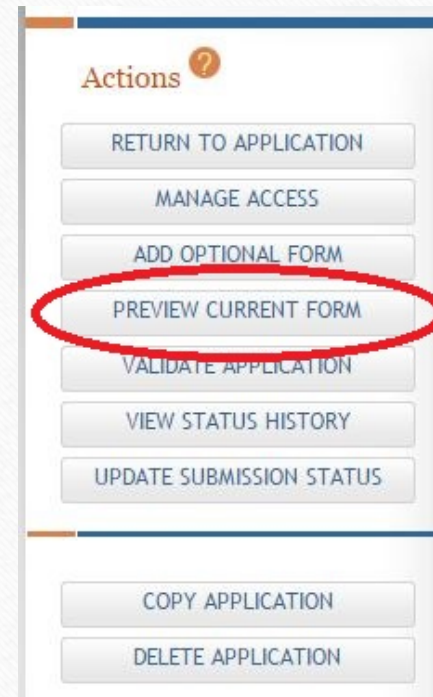 Actions ?
RETURN TO APPLICATION
MANAGE ACCESS
ADD OPTIONAL FORM
PREVIEW CURRENT FORM
VALIDATE APPLICATION
VIEW STATUS HISTORY
UPDATE SUBMISSION STATUS
COPY APPLICATION
DELETE APPLICATION